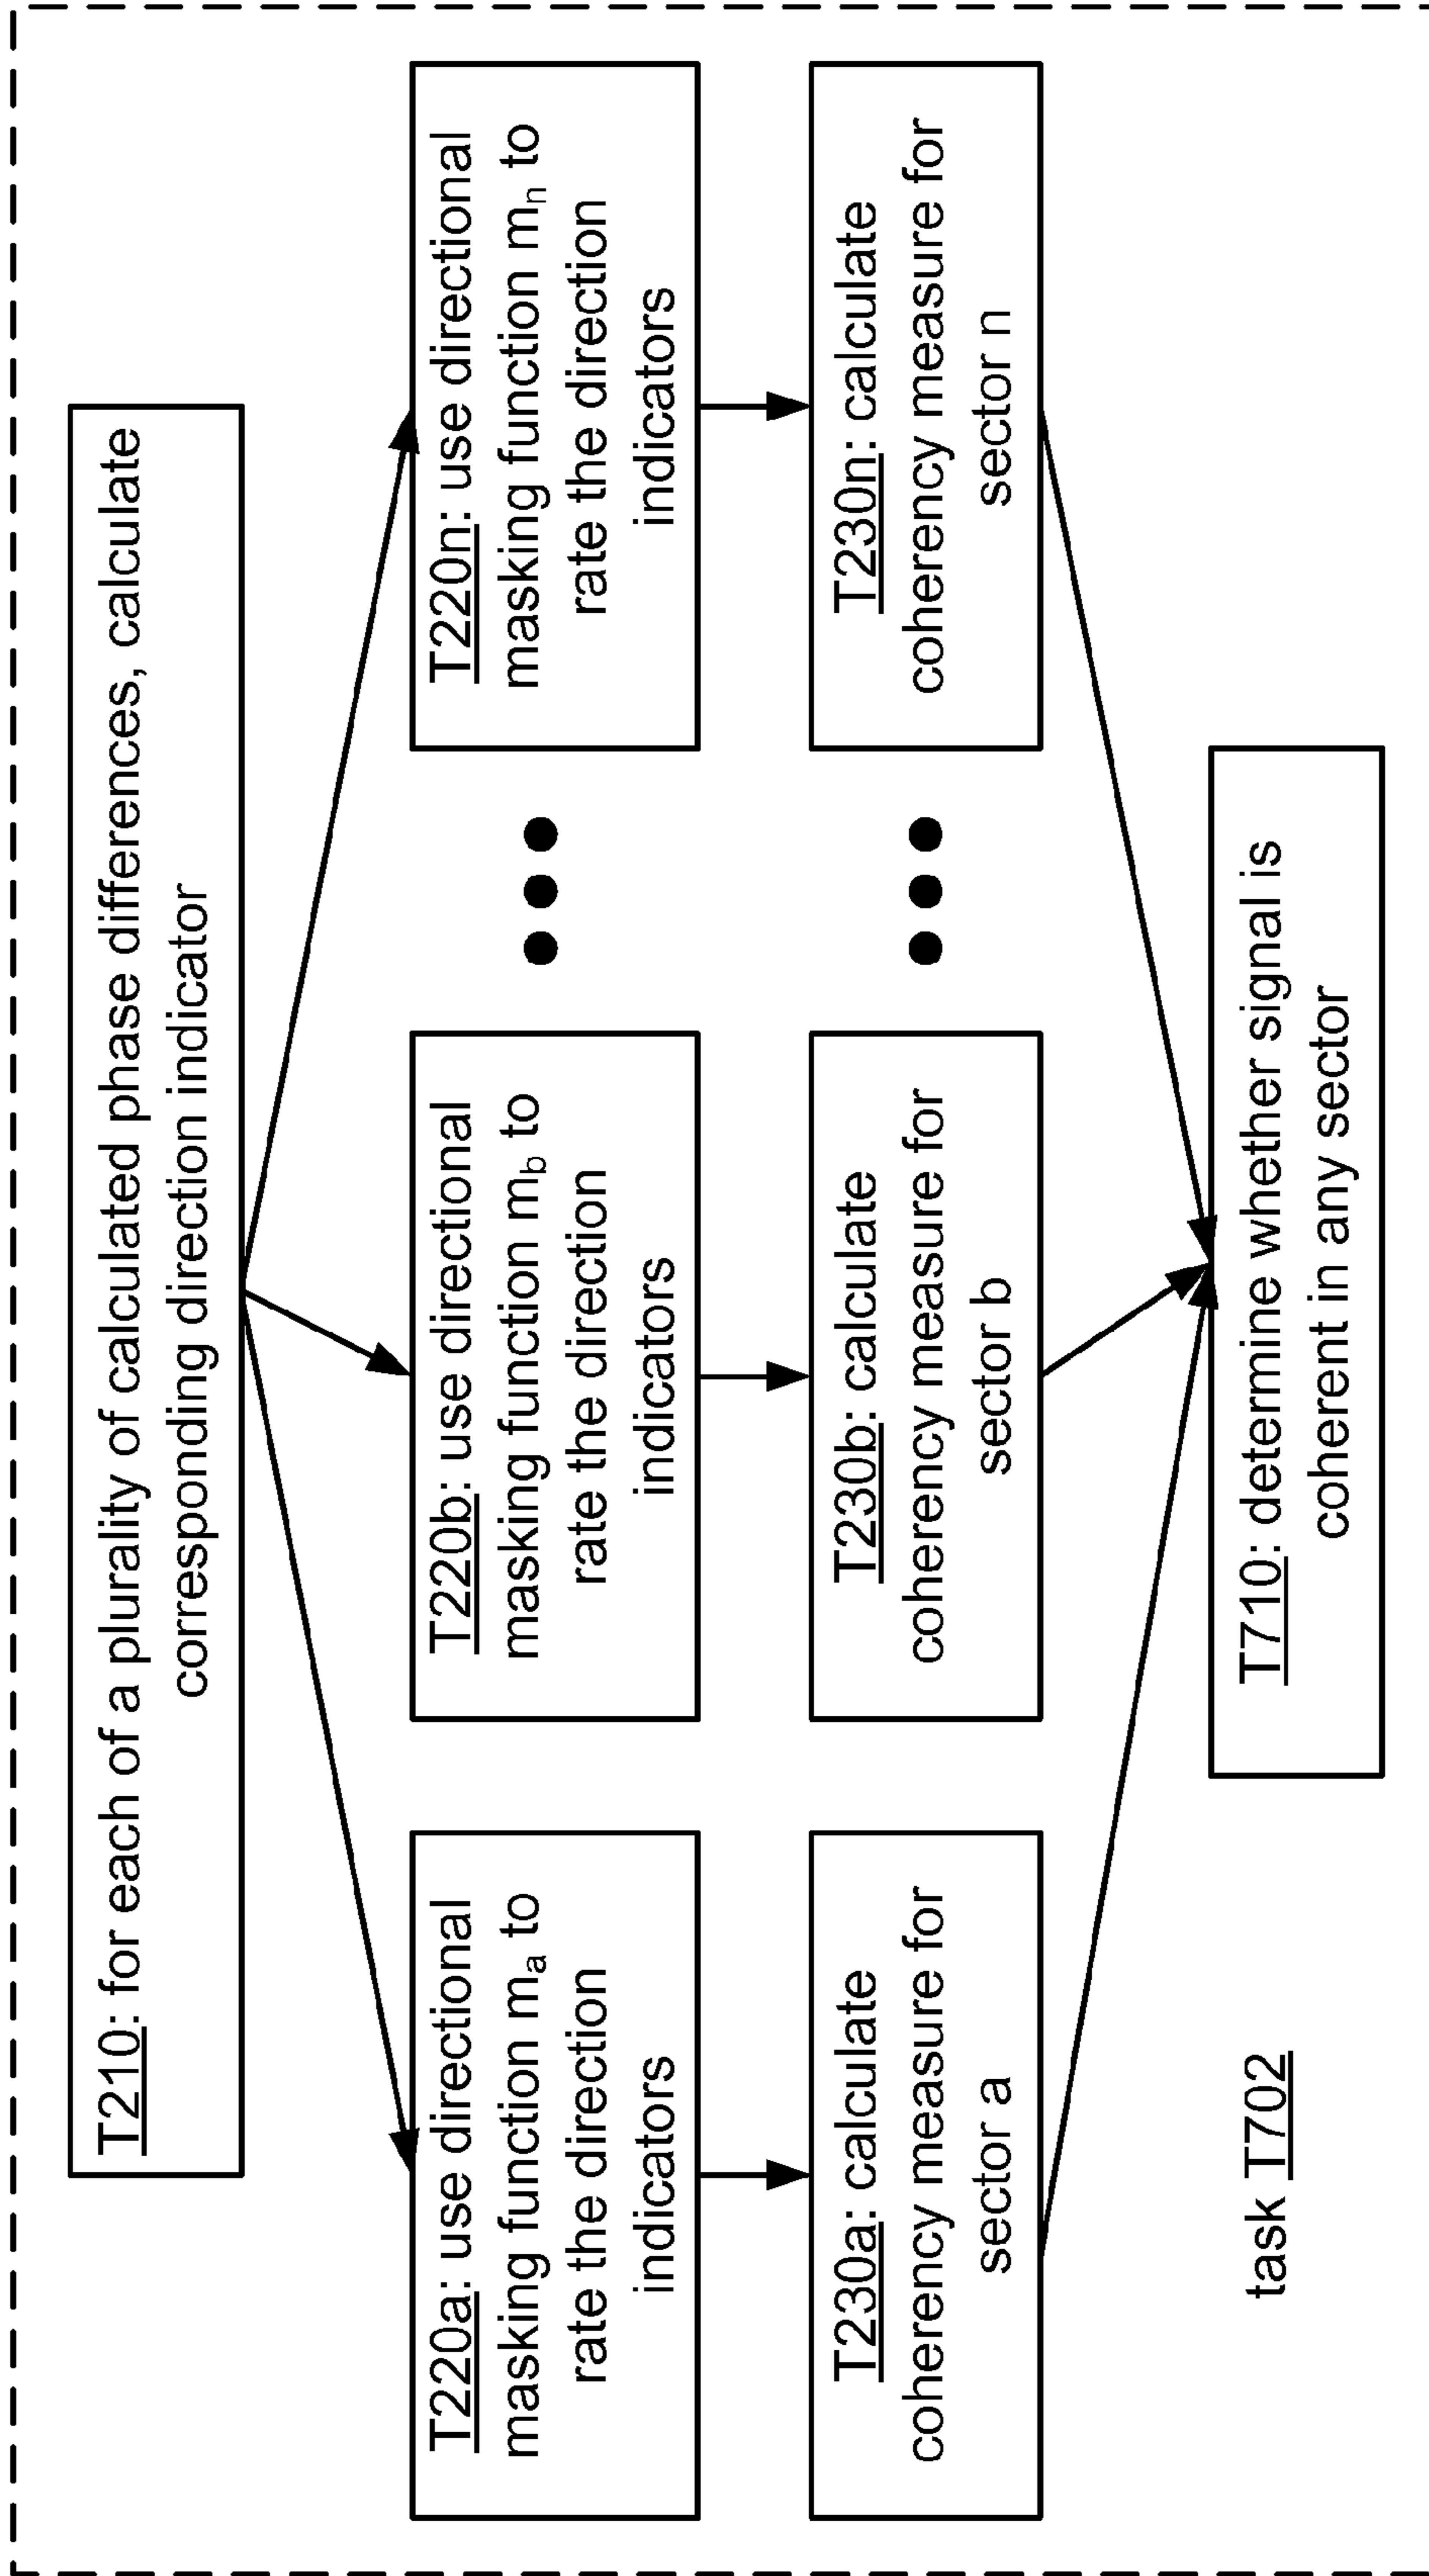 T210: for each of a plurality of calculated phase differences, calculate
corresponding direction indicator
T220a: use directional
masking function mₐ to
rate the direction
indicators
T220b: use directional
masking function m_b to
rate the direction
indicators
T220n: use directional
masking function mₙ to
rate the direction
indicators
T230a: calculate
coherency measure for
sector a
T230b: calculate
coherency measure for
sector b
T230n: calculate
coherency measure for
sector n
T710: determine whether signal is
coherent in any sector
task T702